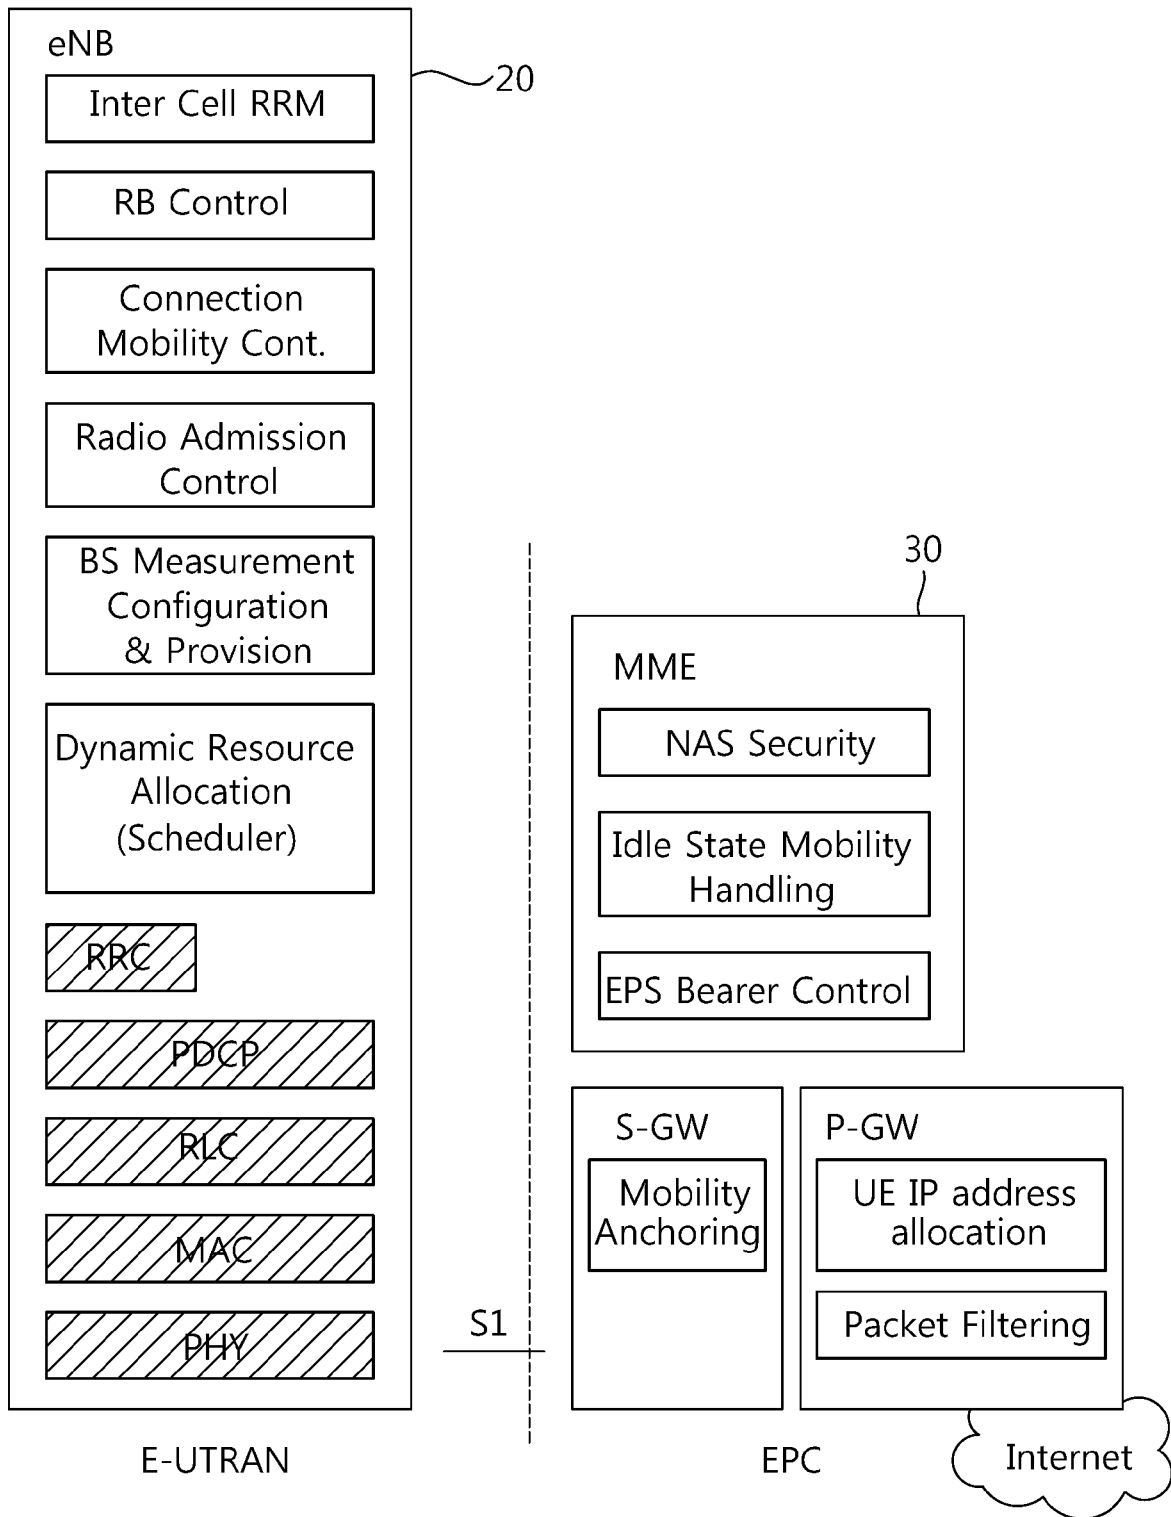 eNB
20
Inter Cell RRM
RB Control
Connection
Mobility Cont.
Radio Admission
Control
BS Measurement
Configuration
& Provision
Dynamic Resource
Allocation
(Scheduler)
RRC
PDCP
RLC
MAC
PHY
E-UTRAN
S1
30
MME
NAS Security
Idle State Mobility
Handling
EPS Bearer Control
S-GW
Mobility
Anchoring
P-GW
UE IP address
allocation
Packet Filtering
EPC
Internet